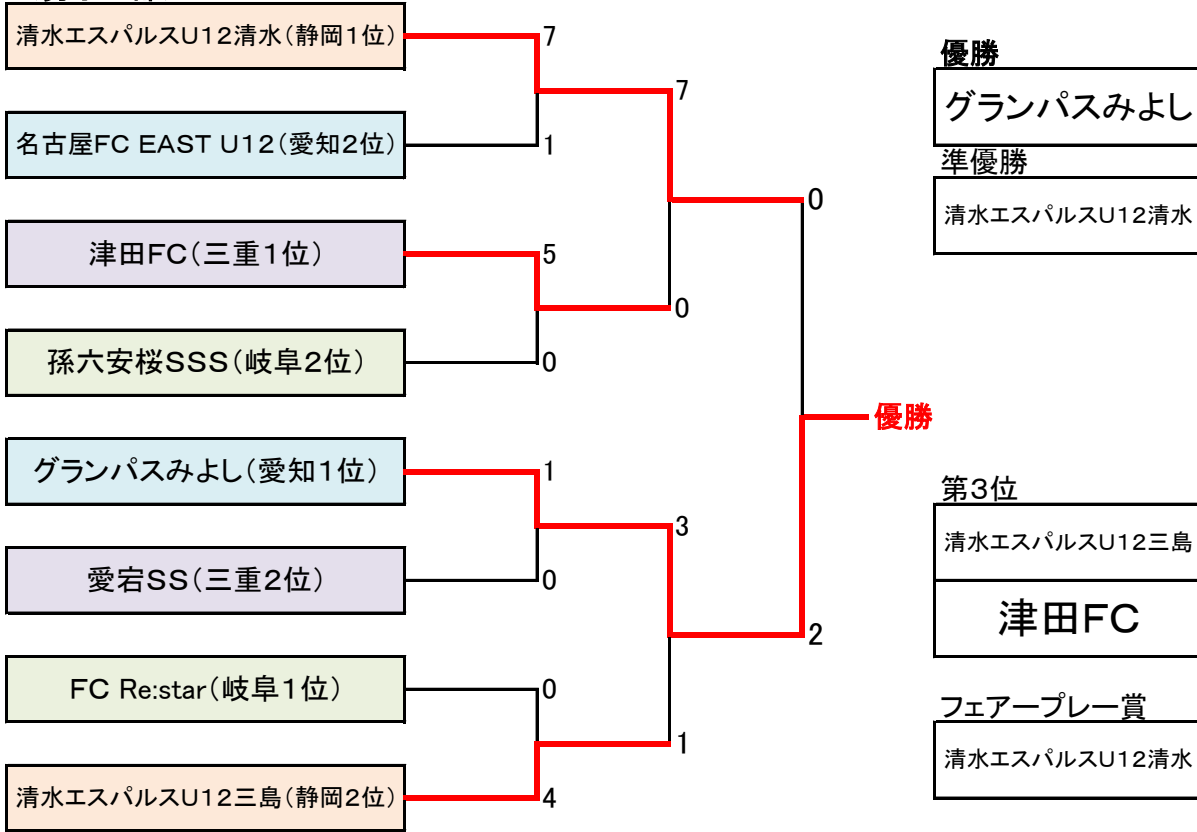 清水エスパルスU12清水(静岡1位)
7
7
名古屋FC EAST U12(愛知2位)
1
0
津田FC(三重1位)
5
0
孫六安桜SSS(岐阜2位)
0
優勝
グランパスみよし(愛知1位)
1
3
愛宕SS(三重2位)
0
2
FC Re:star(岐阜1位)
0
1
清水エスパルスU12三島(静岡2位)
4
優勝
グランパスみよし
準優勝
清水エスパルスU12清水
第3位
清水エスパルスU12三島
津田FC
フェアープレー賞
清水エスパルスU12清水